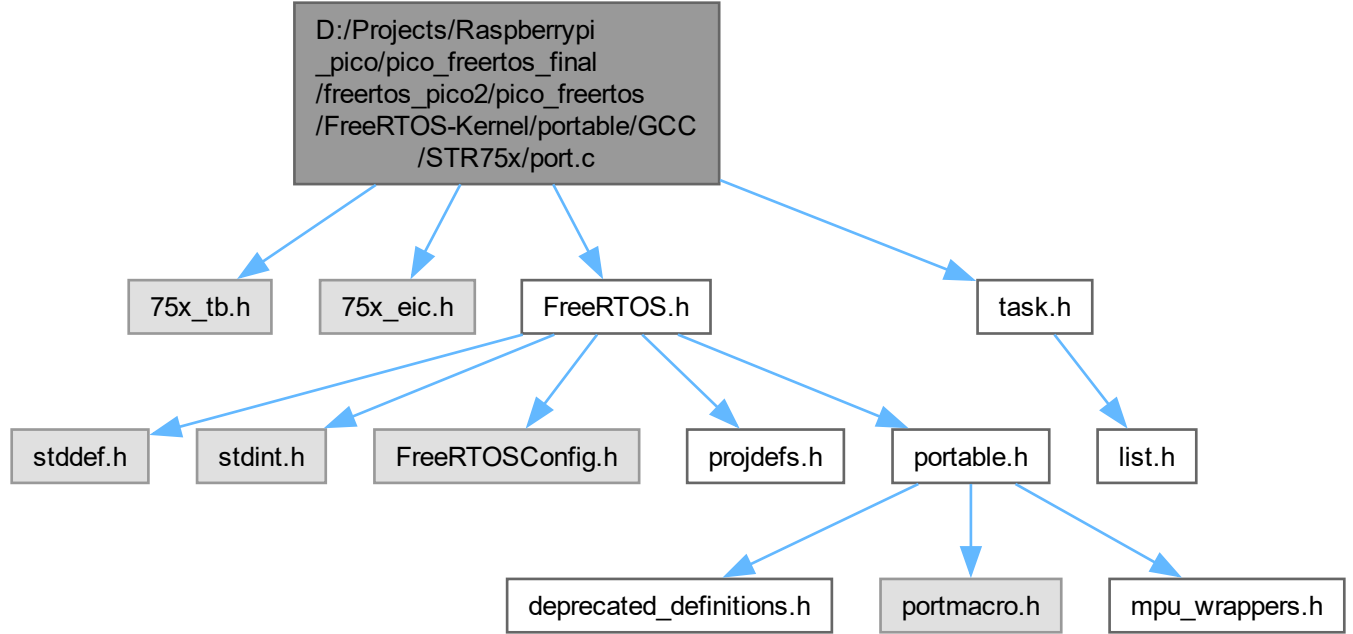 D:/Projects/Raspberrypi
_pico/pico_freertos_final
/freertos_pico2/pico_freertos
/FreeRTOS-Kernel/portable/GCC
/STR75x/port.c
75x_tb.h
75x_eic.h
FreeRTOS.h
task.h
stddef.h
stdint.h
FreeRTOSConfig.h
projdefs.h
portable.h
list.h
deprecated_definitions.h
portmacro.h
mpu_wrappers.h